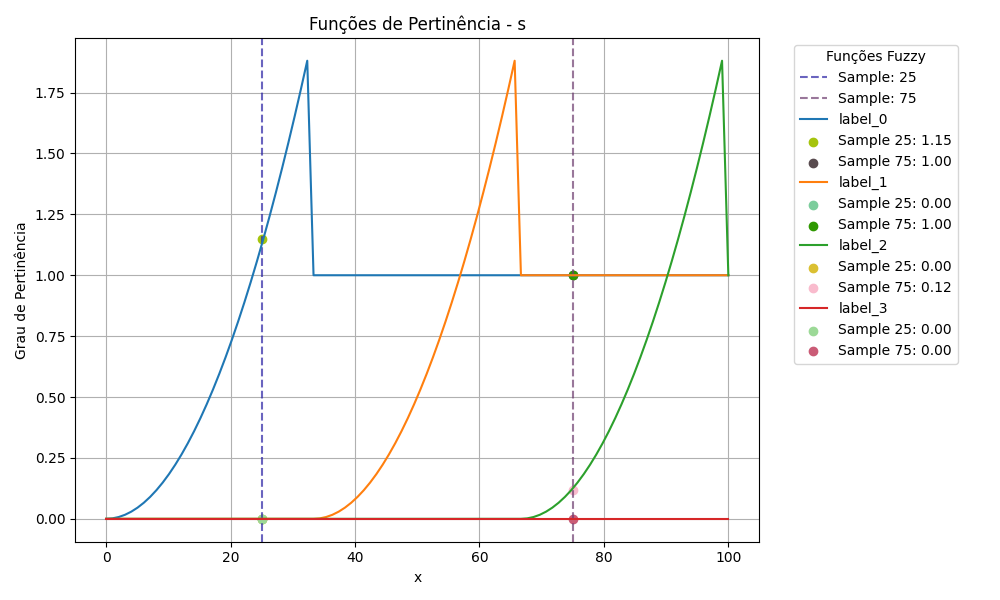 Funções de Pertinência - s
Grau de Pertinência
1.75
1.50
1.25
1.00
0.75
0.50
0.25
0.00
0
20
40
60
80
100
x
Funções Fuzzy
Sample: 25
Sample: 75
label_0
Sample 25: 1.15
Sample 75: 1.00
label_1
Sample 25: 0.00
Sample 75: 1.00
label_2
Sample 25: 0.00
Sample 75: 0.12
label_3
Sample 25: 0.00
Sample 75: 0.00